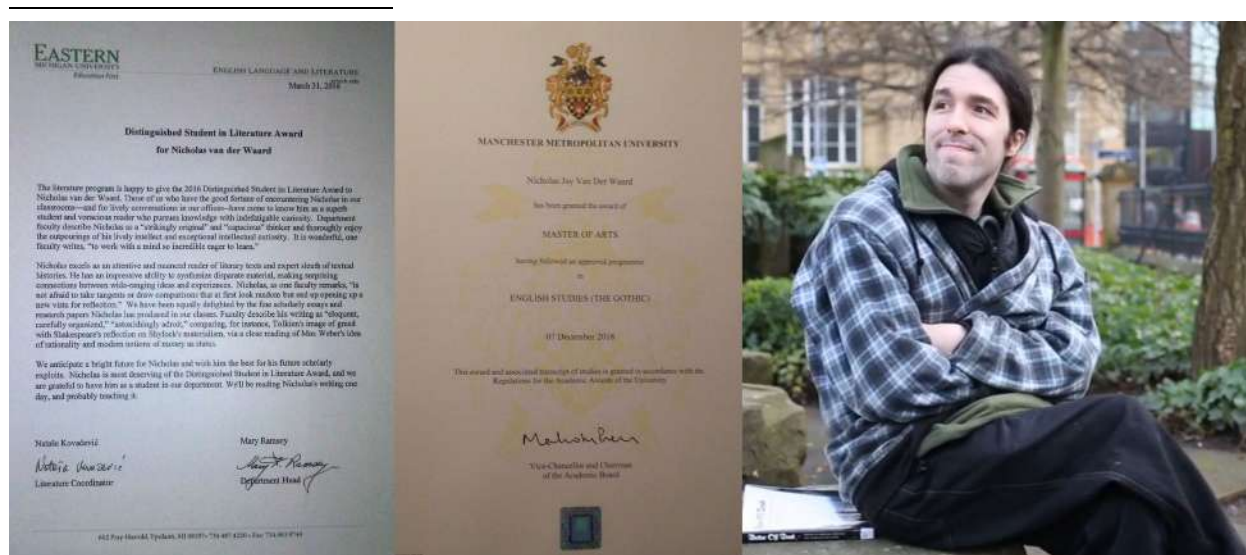 EASTERN
MICHIGAN UNIVERSITY
Education First
ENGLISH LANGUAGE AND LITERATURE
March 31, 2016
Distinguished Student in Literature Award
for Nicholas van der Waard
The literature program is happy to give the 2016 Distinguished Student in Literature Award to
Nicholas van der Waard. Those of us who have the good fortune of encountering Nicholas in our
classrooms—and for lively conversations in our offices—have come to know him as a superb
student and voracious reader who pursues knowledge with indefatigable curiosity. Department
faculty describe Nicholas as a "strikingly original" and "capacious" thinker and thoroughly enjoy
the outpourings of his lively intellect and exceptional intellectual curiosity. It is wonderful, one
faculty writes, "to work with a mind so incredible eager to learn."
Nicholas excels as an attentive and nuanced reader of literary texts and expert sleuth of textual
histories. He has an impressive ability to synthesize disparate material, making surprising
connections between wide-ranging ideas and experiences. Nicholas, as one faculty remarks, "is
not afraid to take tangents or draw comparisons that at first look random but end up opening up a
new vista for reflection." We have been equally delighted by the fine scholarly essays and
research papers Nicholas has produced in our classes. Faculty describe his writing as "eloquent,
carefully organized," "astonishingly adroit," comparing, for instance, Tolkien's image of greed
with Shakespeare's reflection on Shylock's materialism, via a close reading of Max Weber's idea
of rationality and modern notions of money as status.
We anticipate a bright future for Nicholas and wish him the best for his future scholarly
exploits. Nicholas is most deserving of the Distinguished Student in Literature Award, and we
are grateful to have him as a student in our department. We'll be reading Nicholas's writing one
day, and probably teaching it.
Mary Ramsey
Literature Coordinator
Department Head
MANCHESTER METROPOLITAN UNIVERSITY
Nicholas Jay Van Der Waard
has been granted the award of
MASTER OF ARTS
having followed an approved programme
in
ENGLISH STUDIES (THE GOTHIC)
07 December 2018
This award and associated transcript of studies is granted in accordance with the
Regulations for the Academic Awards of the University
Vice-Chancellor and Chairman
of the Academic Board